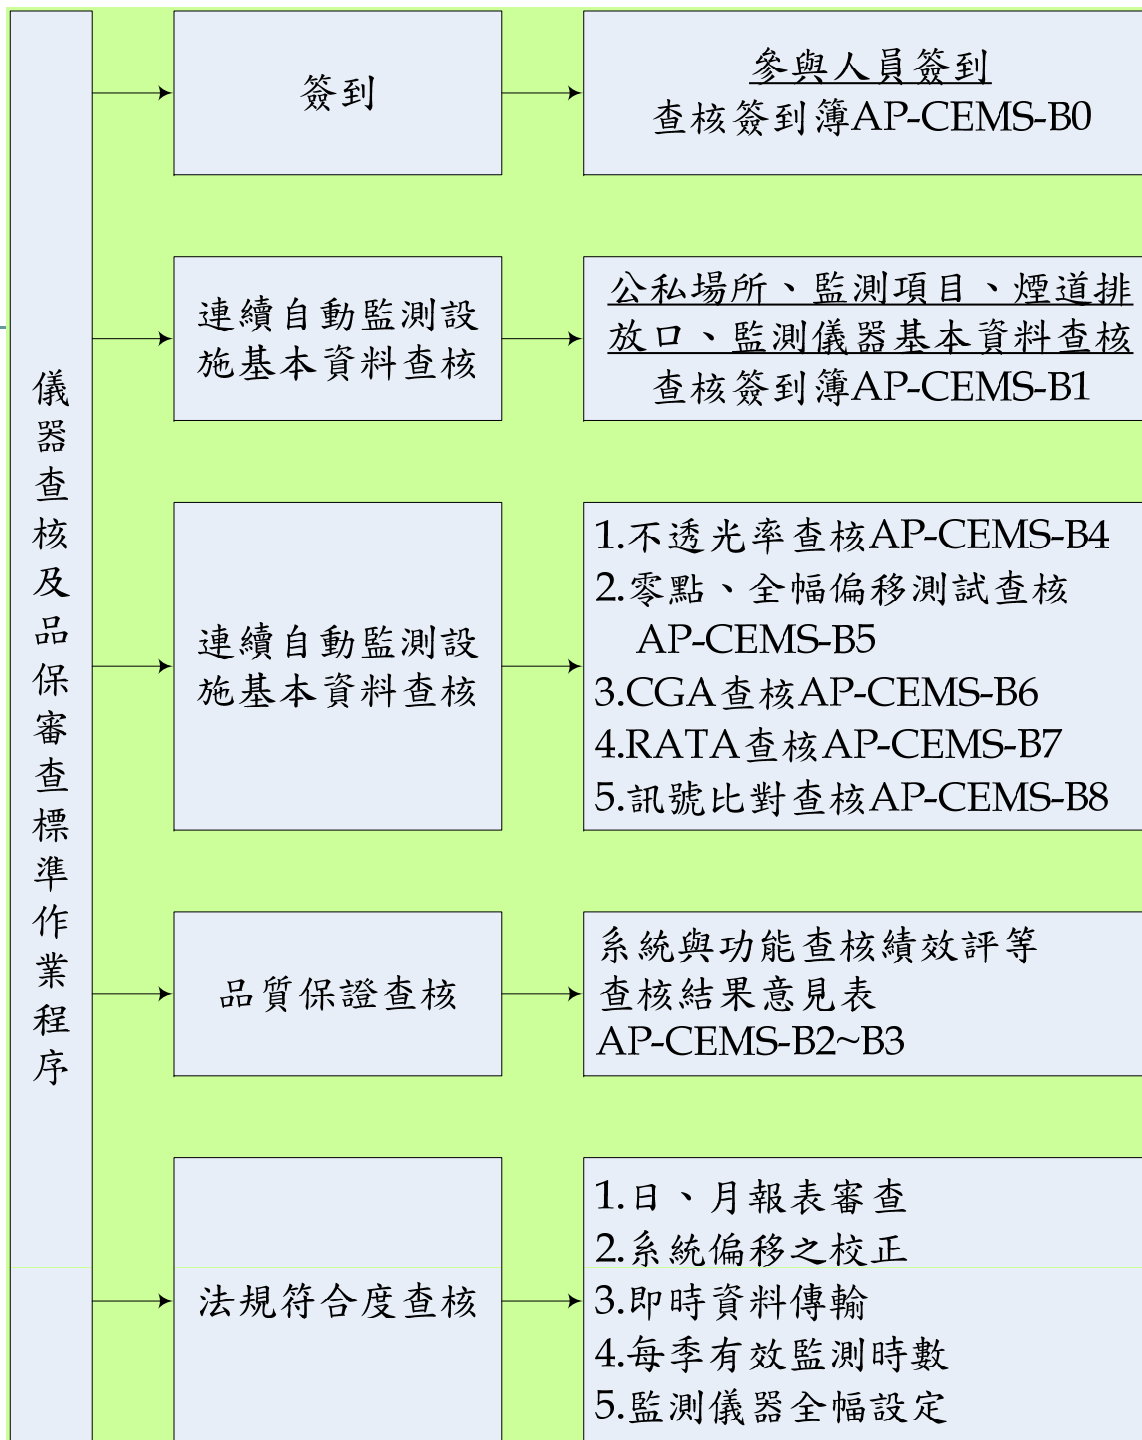 儀器查核及品保審查標準作業程序
簽到
參與人員簽到
查核簽到簿AP-CEMS-B0
連續自動監測設
施基本資料查核
公私場所、監測項目、煙道排
放口、監測儀器基本資料查核
查核簽到簿AP-CEMS-B1
連續自動監測設
施基本資料查核
1.不透光率查核AP-CEMS-B4
2.零點、全幅偏移測試查核
AP-CEMS-B5
3.CGA查核AP-CEMS-B6
4.RATA查核AP-CEMS-B7
5.訊號比對查核AP-CEMS-B8
品質保證查核
系統與功能查核績效評等
查核結果意見表
AP-CEMS-B2~B3
法規符合度查核
1.日、月報表審查
2.系統偏移之校正
3.即時資料傳輸
4.每季有效監測時數
5.監測儀器全幅設定